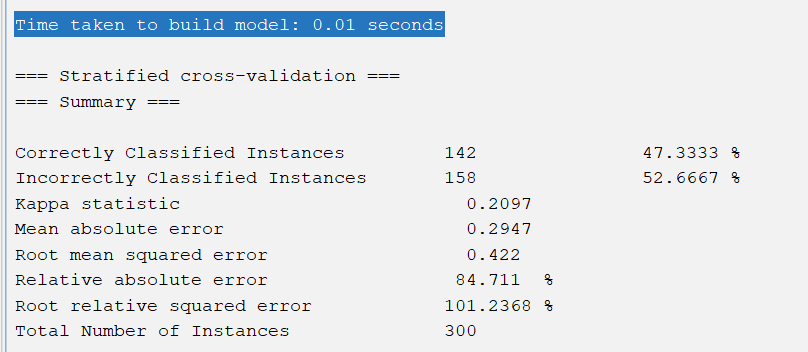 Time taken to build model: 0.01 seconds
=== Stratified cross-validation ===
=== Summary ===
Correctly Classified Instances 142 47.3333 %
Incorrectly Classified Instances 158 52.6667 %
Kappa statistic 0.2097
Mean absolute error 0.2947
Root mean squared error 0.422
Relative absolute error 84.711 %
Root relative squared error 101.2368 %
Total Number of Instances 300